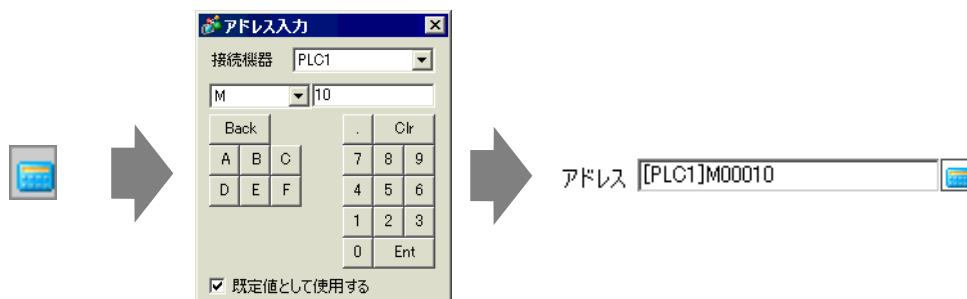 アドレス入力
接続機器 PLC1
M 10
Back . Clr
A B C 7 8 9
D E F 4 5 6
1 2 3
0 Ent
既定値として使用する
アドレス [PLC1]M00010